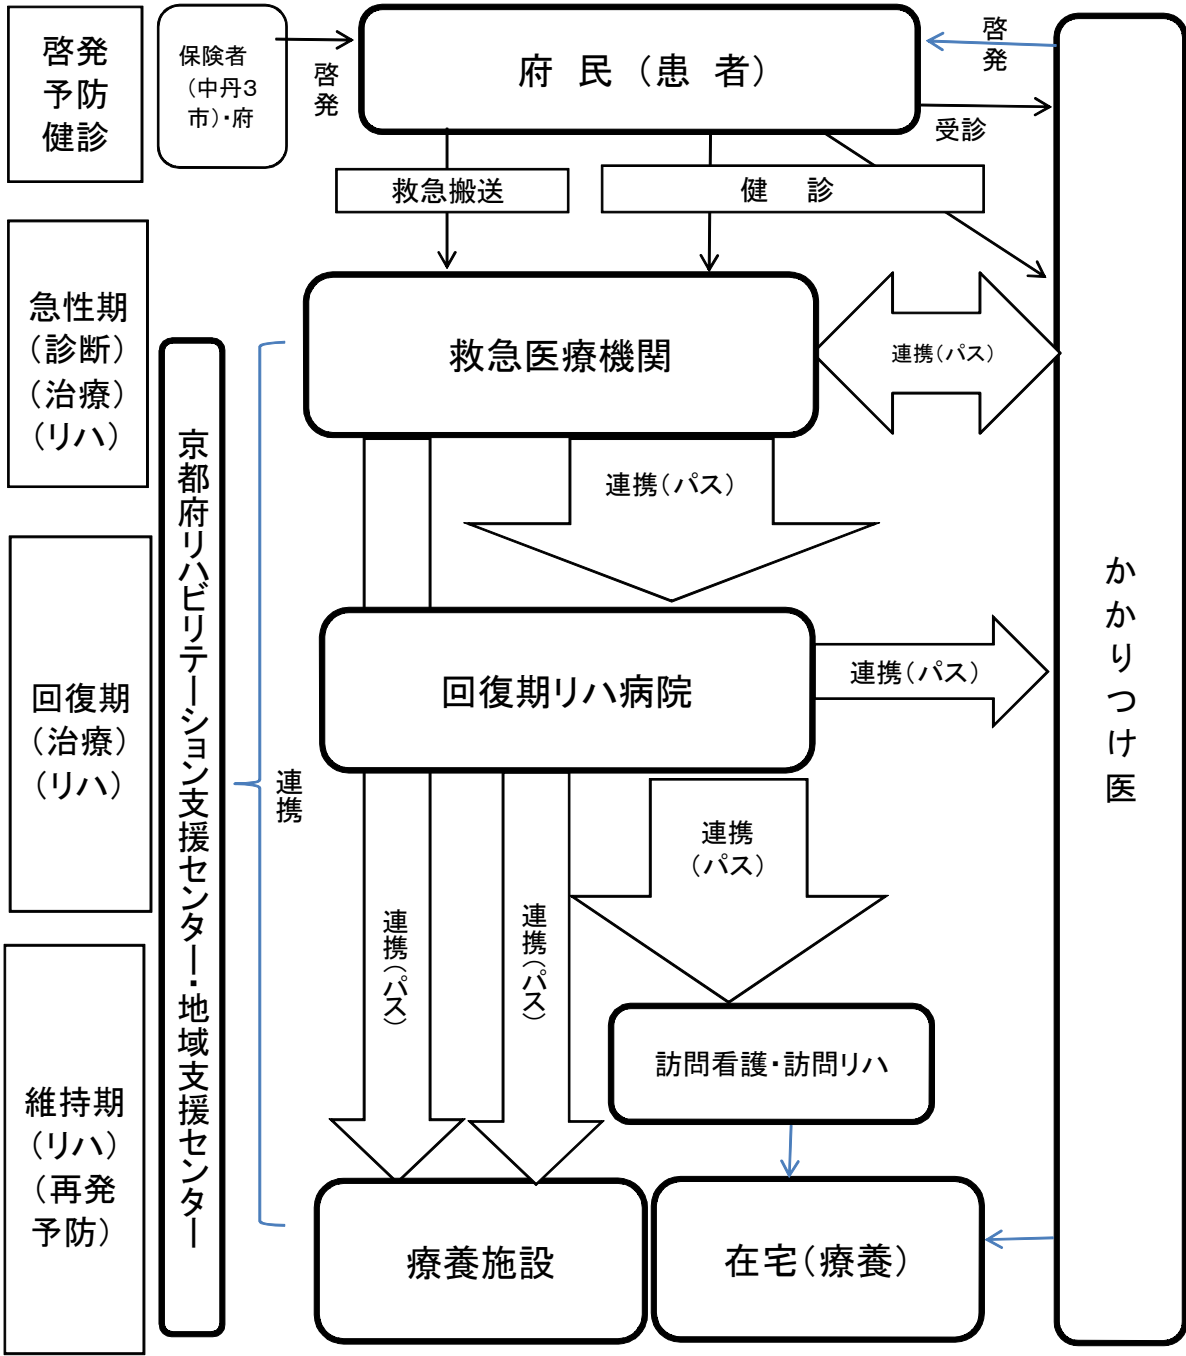 啓発
予防
健診
保険者
（中丹３
市）・府
啓発
府 民（患 者）
啓発
受診
救急搬送
健 診
急性期
（診断）
（治療）
（リハ）
救急医療機関
連携（パス）
連携（パス）
京都府リハビリテーション支援センター・地域支援センター
かかりつけ医
回復期
（治療）
（リハ）
回復期リハ病院
連携（パス）
連携
連携
（パス）
連携（パス）
連携（パス）
訪問看護・訪問リハ
維持期
（リハ）
（再発
予防）
療養施設
在宅（療養）